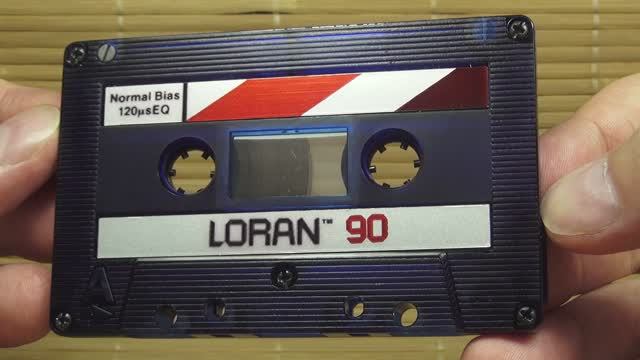 Normal Bias
120µsEQ
LORAN™ 90
A